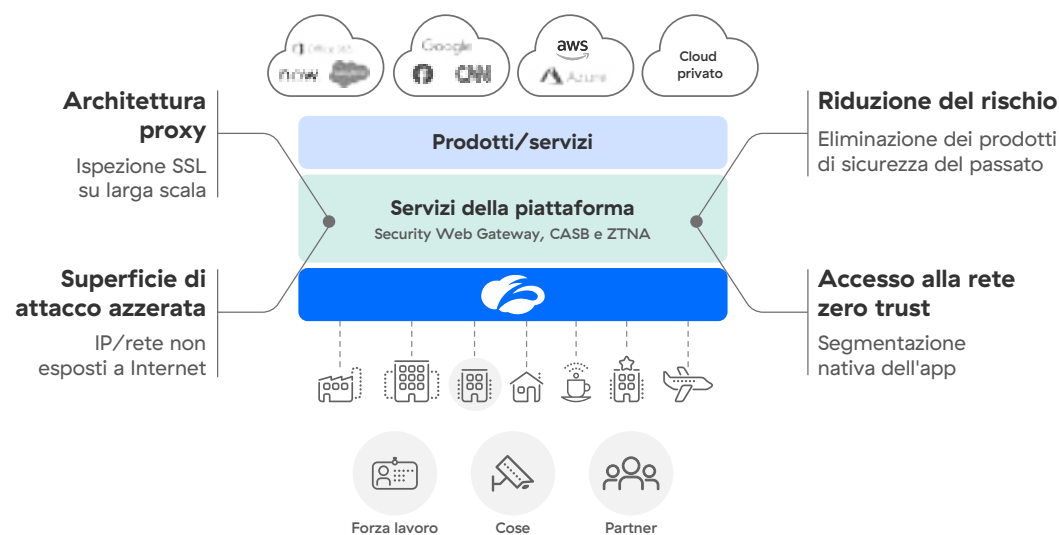 Office 365
Google
aws
now
CNN
Azure
Cloud
privato
Architettura
proxy
Ispezione SSL
su larga scala
Riduzione del rischio
Eliminazione dei prodotti
di sicurezza del passato
Prodotti/servizi
Servizi della piattaforma
Security Web Gateway, CASB e ZTNA
Superficie di
attacco azzerata
IP/rete non
esposti a Internet
Accesso alla rete
zero trust
Segmentazione
nativa dell'app
Forza lavoro
Cose
Partner